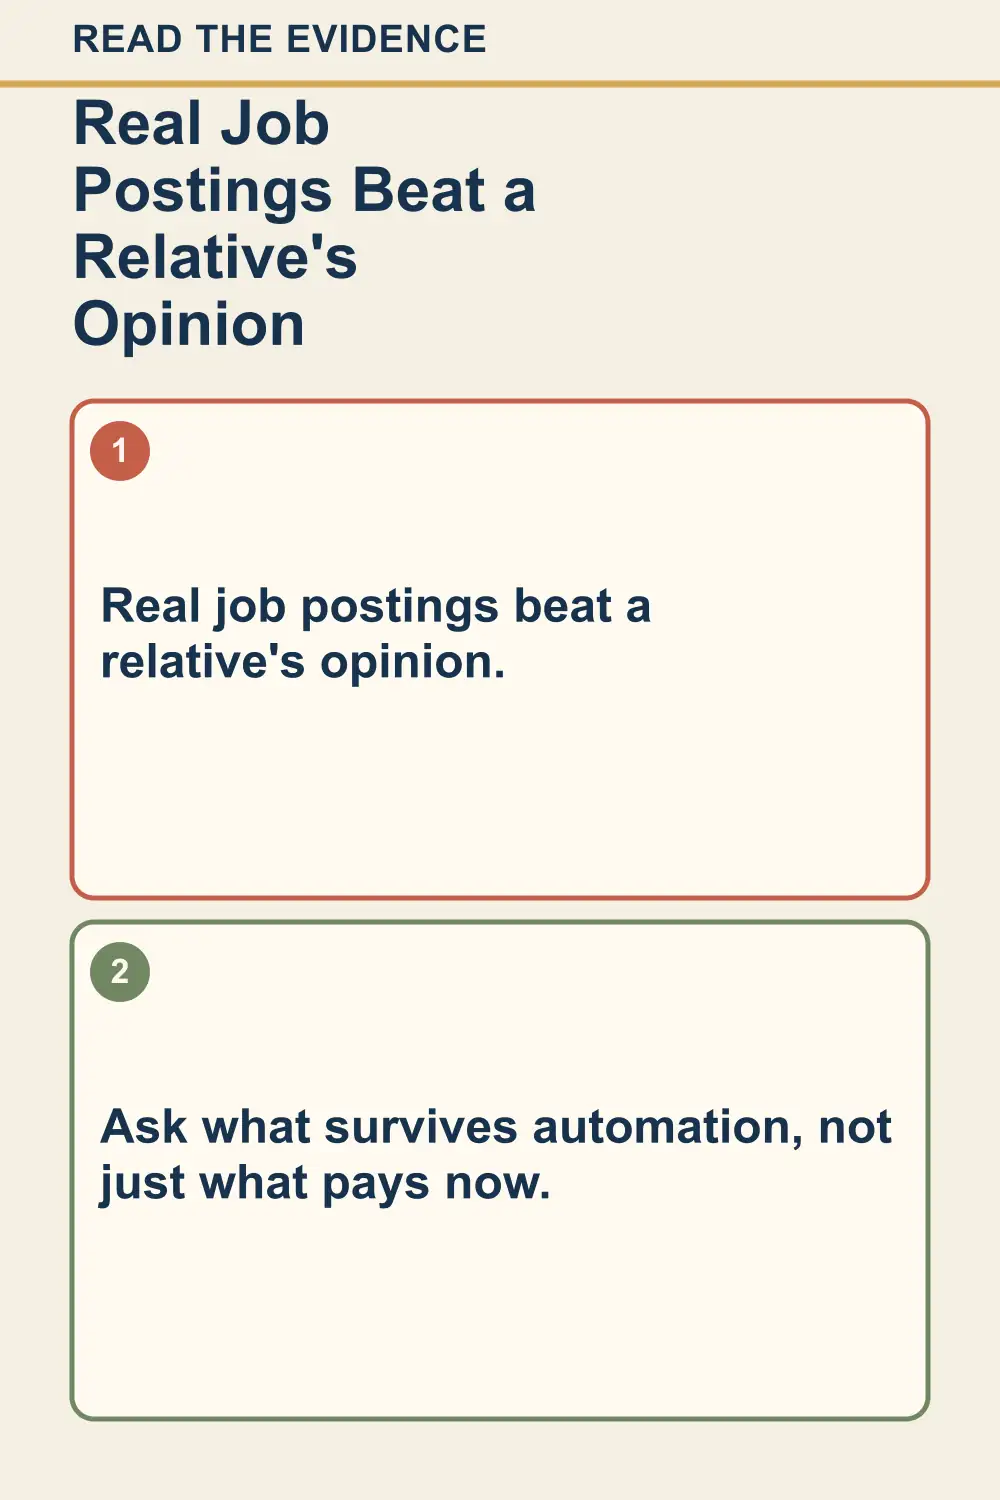 READ THE EVIDENCE
Real Job
Postings Beat a
Relative's
Opinion
1
Real job postings beat a
relative's opinion.
2
Ask what survives automation, not
just what pays now.